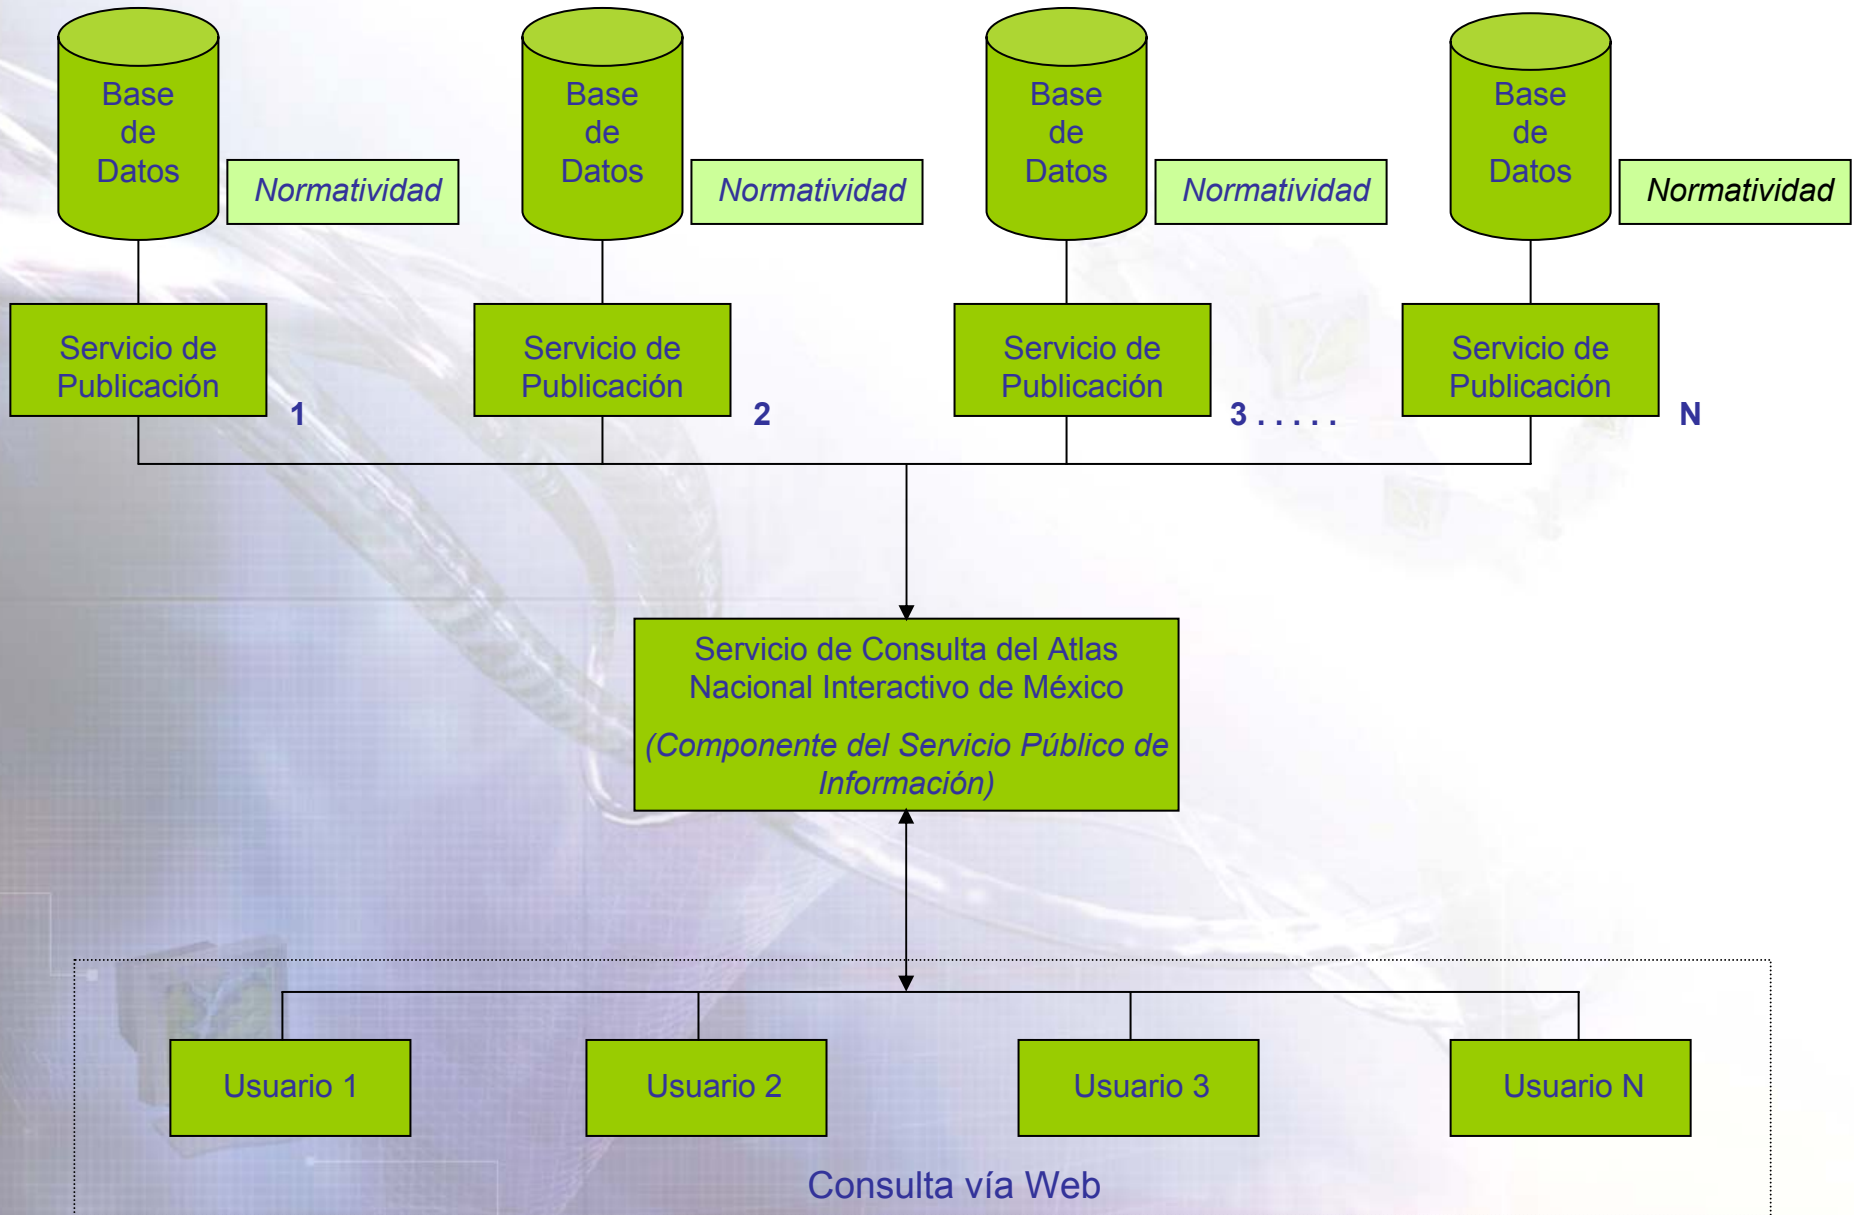 Base
de
Datos
Normatividad
Base
de
Datos
Normatividad
Base
de
Datos
Normatividad
Base
de
Datos
Normatividad
Servicio de
Publicación
1
Servicio de
Publicación
2
Servicio de
Publicación
3 . . . . .
Servicio de
Publicación
N
Servicio de Consulta del Atlas
Nacional Interactivo de México
(Componente del Servicio Público de
Información)
Usuario 1
Usuario 2
Usuario 3
Usuario N
Consulta vía Web